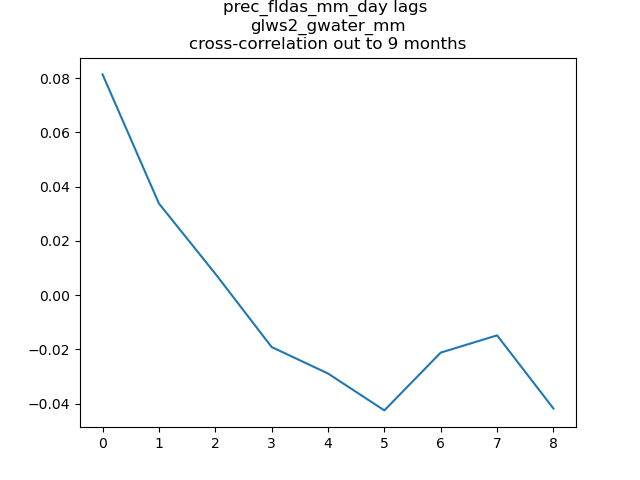 prec_fldas_mm_day lags
glws2_gwater_mm
cross-correlation out to 9 months
0.08
0.06
0.04
0.02
0.00
−0.02
−0.04
0 1 2 3 4 5 6 7 8